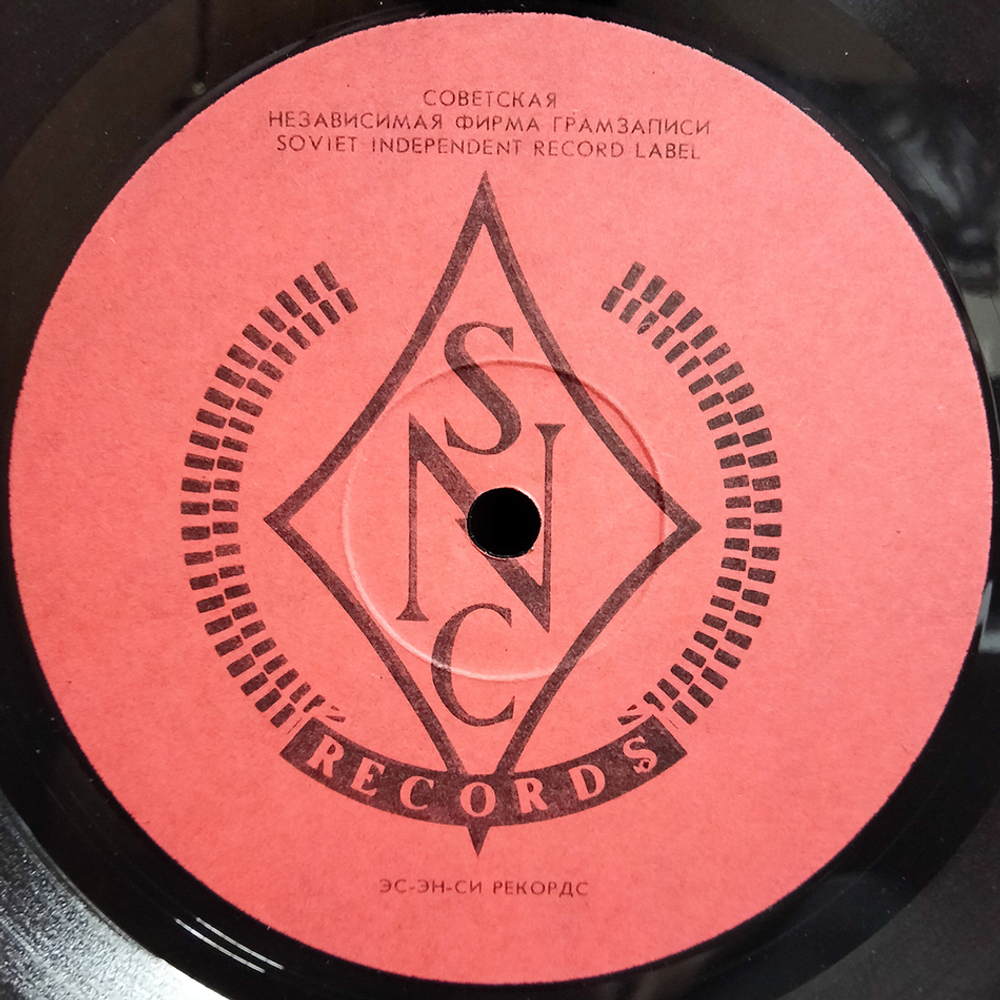 СОВЕТСКАЯ
НЕЗАВИСИМАЯ ФИРМА ГРАМЗАПИСИ
SOVIET INDEPENDENT RECORD LABEL
S
N
C
RECORDS
ЭС-ЭН-СИ РЕКОРДС